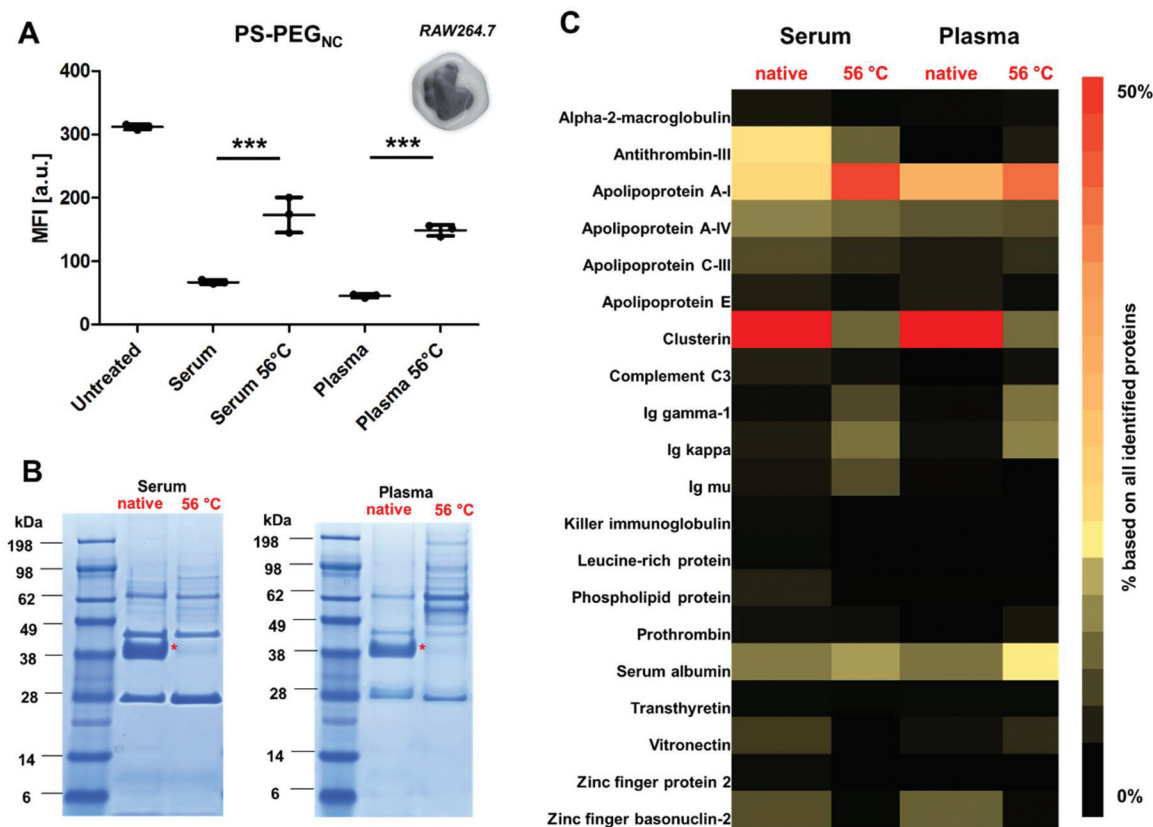 A
PS-PEGNC
RAW264.7
400
300
200
100
0
MFI [a.u.]
***
***
Untreated
Serum
Serum 56°C
Plasma
Plasma 56°C
B
Serum
native 56 °C
kDa
198
98
62
49
38
28
14
6
*
Plasma
native 56 °C
kDa
198
98
62
49
38
28
14
6
*
C
Serum Plasma
native 56 °C native 56 °C
Alpha-2-macroglobulin
Antithrombin-III
Apolipoprotein A-I
Apolipoprotein A-IV
Apolipoprotein C-III
Apolipoprotein E
Clusterin
Complement C3
Ig gamma-1
Ig kappa
Ig mu
Killer immunoglobulin
Leucine-rich protein
Phospholipid protein
Prothrombin
Serum albumin
Transthyretin
Vitronectin
Zinc finger protein 2
Zinc finger basonuclin-2
50%
% based on all identified proteins
0%